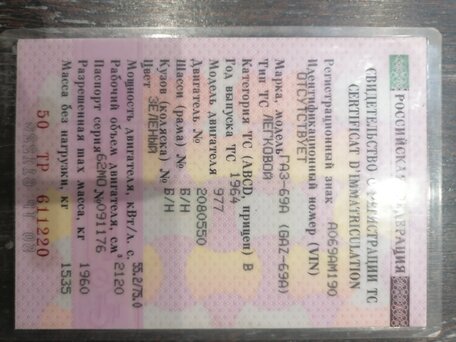 РОССИЙСКАЯ ФЕДЕРАЦИЯ
СВИДЕТЕЛЬСТВО О РЕГИСТРАЦИИ ТС
CERTIFICAT D'IMMATRICULATION
Регистрационный знак А069АМ190
Идентификационный номер (VIN)
ОТСУТСТВУЕТ
Марка, модель ГАЗ-69А (GAZ-69A)
Тип ТС ЛЕГКОВОЙ
Категория ТС (ABCD, прицеп) В
Год выпуска ТС 1964
Модель двигателя 977
Двигатель № 2080550
Шасси (рама) № Б/Н
Кузов (коляска) № Б/Н
Цвет ЗЕЛЕНЫЙ
Мощность двигателя, кВт/л. с. 55.2/75.0
Рабочий объем двигателя, см³ 2120
Паспорт серия 62МО № 091176
Разрешенная max масса, кг 1960
Масса без нагрузки, кг 1535
50 ТР 611220